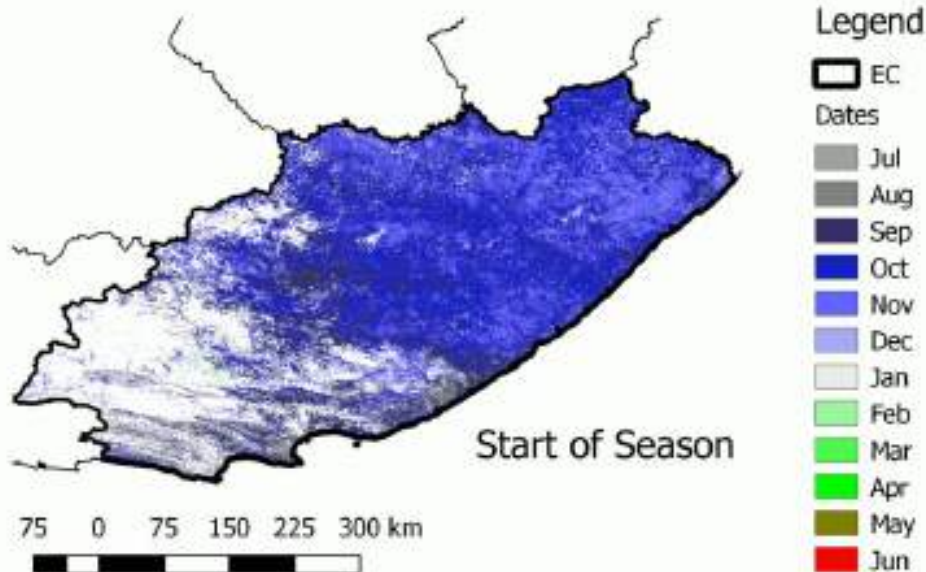 Legend
EC
Dates
Jul
Aug
Sep
Oct
Nov
Dec
Jan
Feb
Mar
Apr
May
Jun
Start of Season
75 0 75 150 225 300 km